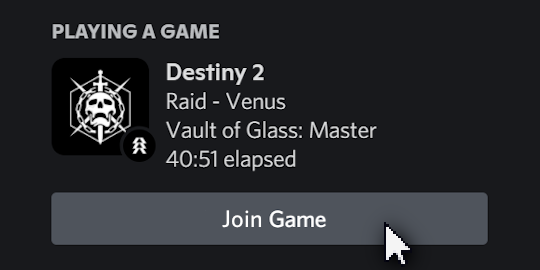 PLAYING A GAME
Destiny 2
Raid - Venus
Vault of Glass: Master
40:51 elapsed
Join Game